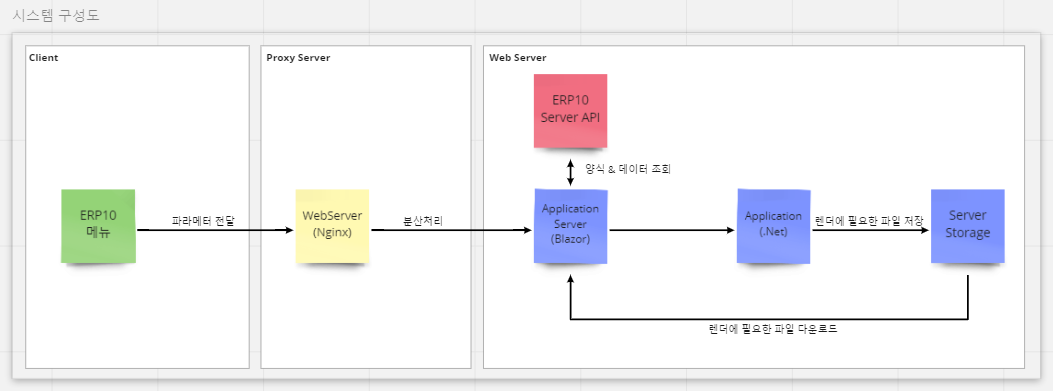 시스템 구성도
Client
Proxy Server
Web Server
ERP10
Server API
양식 & 데이터 조회
ERP10
메뉴
파라메터 전달
WebServer
(Nginx)
분산처리
Application
Server
(Blazor)
Application
(.Net)
렌더에 필요한 파일 저장
Server
Storage
렌더에 필요한 파일 다운로드